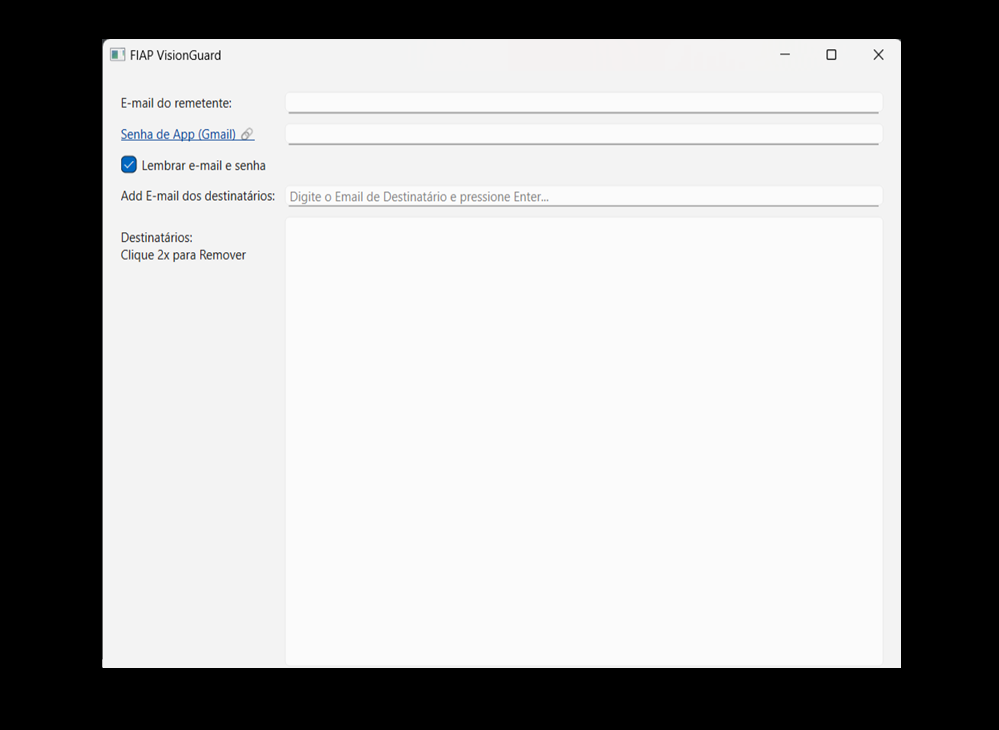 FIAP VisionGuard
E-mail do remetente:
Senha de App (Gmail) 🔗
Lembrar e-mail e senha
Add E-mail dos destinatários: Digite o Email de Destinatário e pressione Enter...
Destinatários:
Clique 2x para Remover